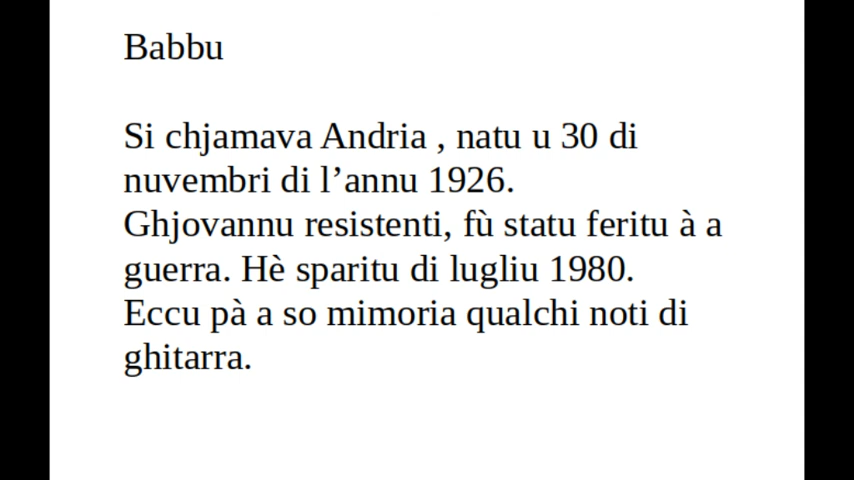 Babbu
Si chjamava Andria , natu u 30 di
nuvembri di l’annu 1926.
Ghjovannu resistenti, fù statu feritu à a
guerra. Hè sparitu di lugliu 1980.
Eccu pà a so mimoria qualchi noti di
ghitarra.